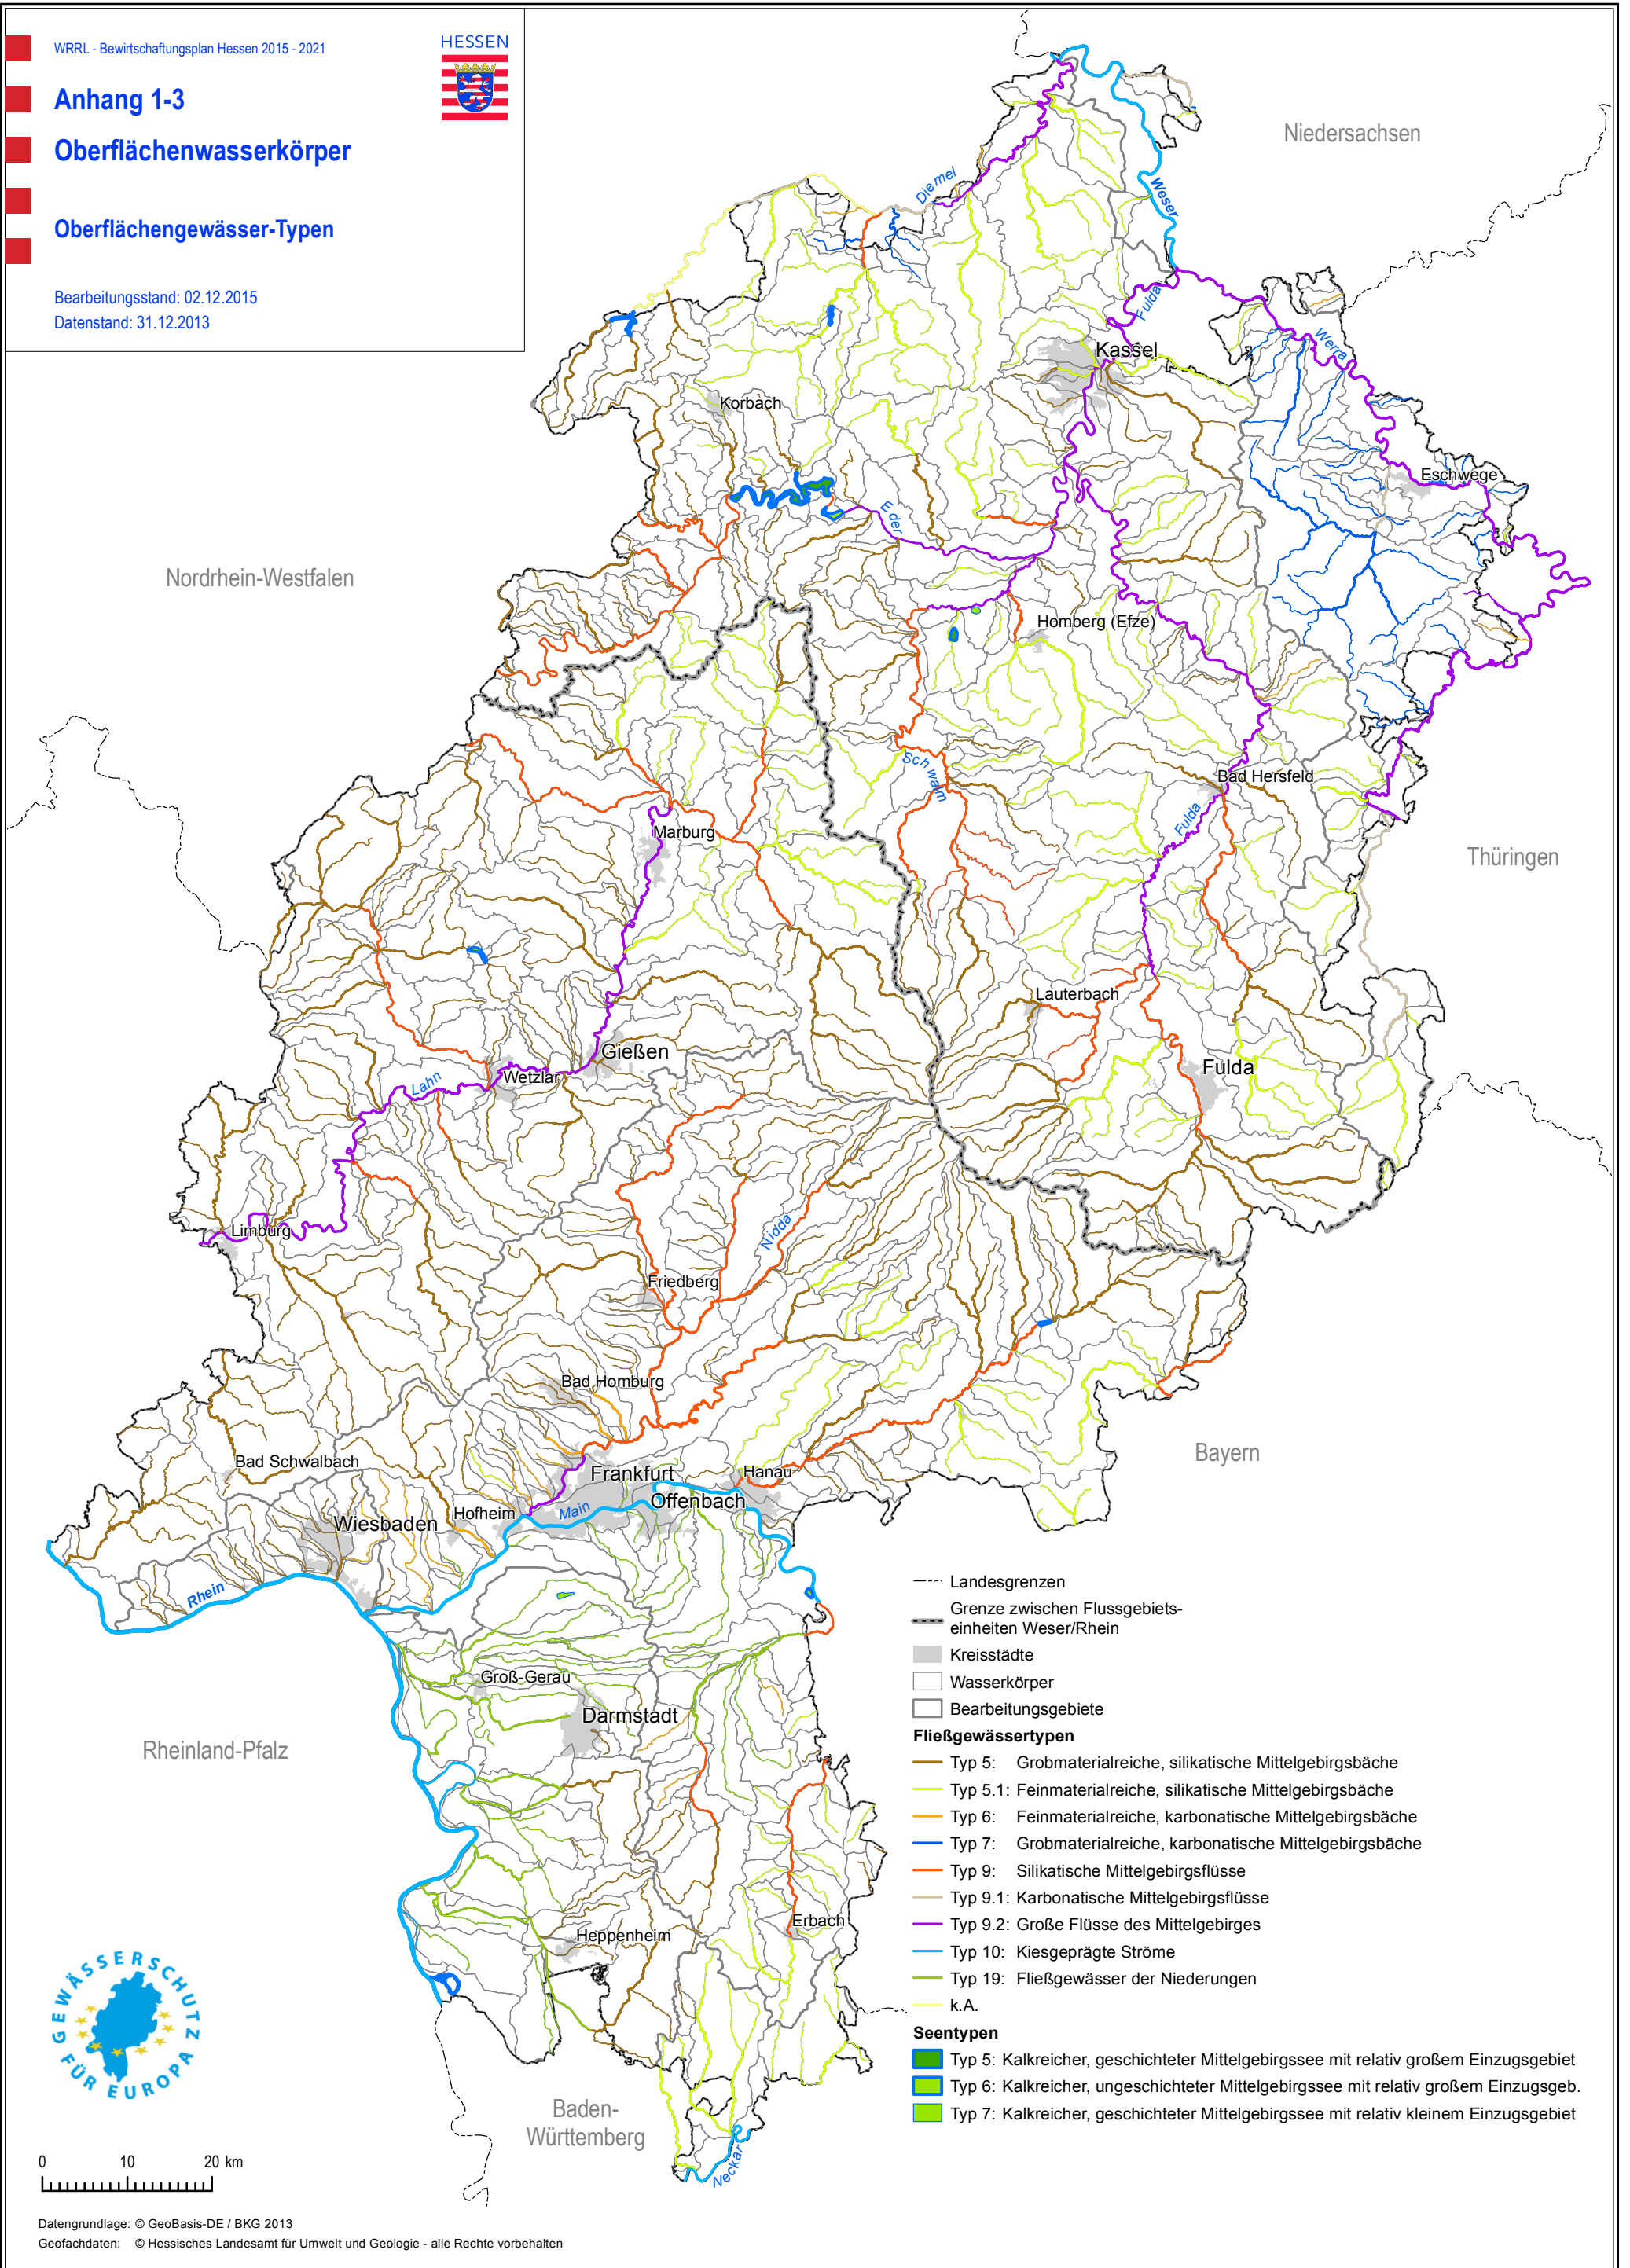 WRRL - Bewirtschaftungsplan Hessen 2015 - 2021
HESSEN
Anhang 1-3
Oberflächenwasserkörper
Oberflächengewässer-Typen
Bearbeitungsstand: 02.12.2015
Datenstand: 31.12.2013
Niedersachsen
Diemel
Weser
Fulda
Werra
Kassel
Korbach
Eschwege
Eder
Nordrhein-Westfalen
Homberg (Efze)
Schwalm
Bad Hersfeld
Fulda
Marburg
Thüringen
Lauterbach
Gießen
Fulda
Wetzlar
Lahn
Limburg
Nidda
Friedberg
Bad Homburg
Bayern
Bad Schwalbach
Frankfurt
Hanau
Offenbach
Hofheim
Main
Wiesbaden
Rhein
Groß-Gerau
Darmstadt
Rheinland-Pfalz
Erbach
Heppenheim
Baden-
Württemberg
Neckar
Landesgrenzen
Grenze zwischen Flussgebiets-
einheiten Weser/Rhein
Kreisstädte
Wasserkörper
Bearbeitungsgebiete
Fließgewässertypen
Typ 5: Grobmaterialreiche, silikatische Mittelgebirgsbäche
Typ 5.1: Feinmaterialreiche, silikatische Mittelgebirgsbäche
Typ 6: Feinmaterialreiche, karbonatische Mittelgebirgsbäche
Typ 7: Grobmaterialreiche, karbonatische Mittelgebirgsbäche
Typ 9: Silikatische Mittelgebirgsflüsse
Typ 9.1: Karbonatische Mittelgebirgsflüsse
Typ 9.2: Große Flüsse des Mittelgebirges
Typ 10: Kiesgeprägte Ströme
Typ 19: Fließgewässer der Niederungen
k.A.
Seentypen
Typ 5: Kalkreicher, geschichteter Mittelgebirgssee mit relativ großem Einzugsgebiet
Typ 6: Kalkreicher, ungeschichteter Mittelgebirgssee mit relativ großem Einzugsgeb.
Typ 7: Kalkreicher, geschichteter Mittelgebirgssee mit relativ kleinem Einzugsgebiet
GEWÄSSERSCHUTZ
FÜR EUROPA
0 10 20 km
Datengrundlage: © GeoBasis-DE / BKG 2013
Geofachdaten: © Hessisches Landesamt für Umwelt und Geologie - alle Rechte vorbehalten